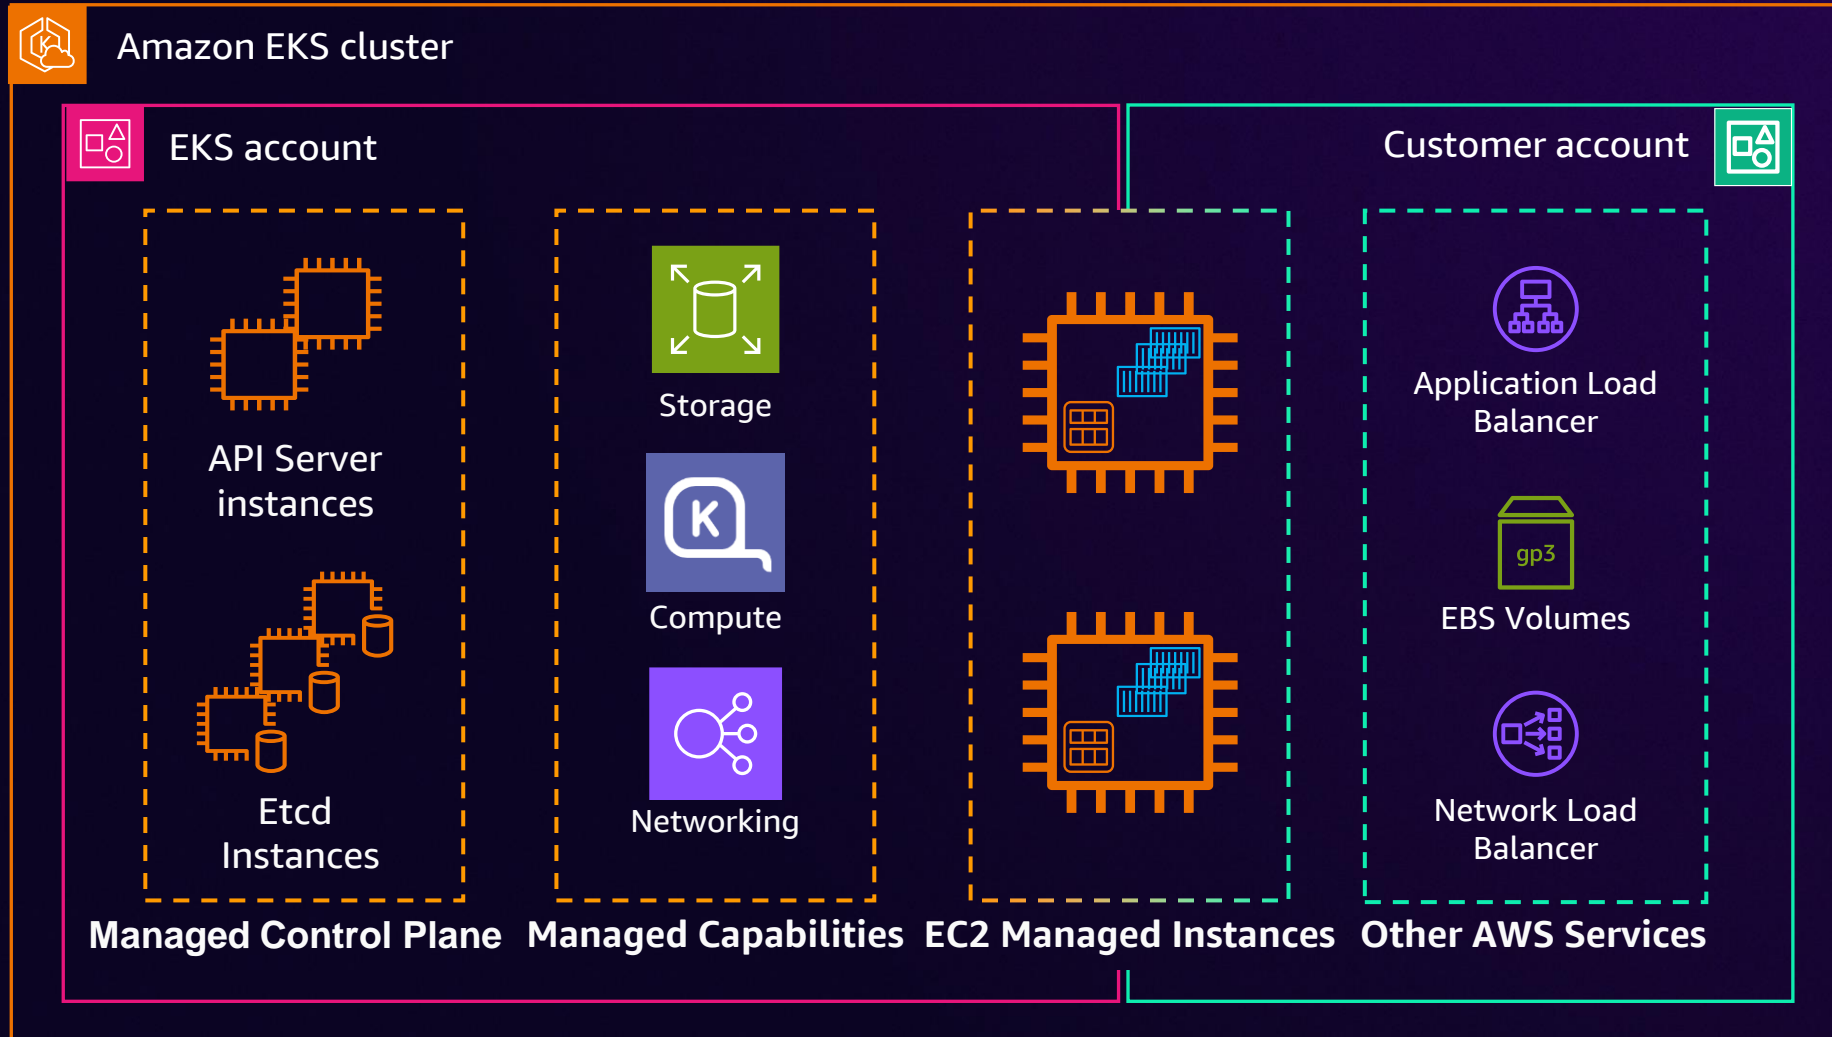 Amazon EKS cluster
EKS account
Customer account
API Server
instances
Etcd
Instances
Managed Control Plane
Storage
K
Compute
Networking
Managed Capabilities
EC2 Managed Instances
Application Load
Balancer
gp3
EBS Volumes
Network Load
Balancer
Other AWS Services